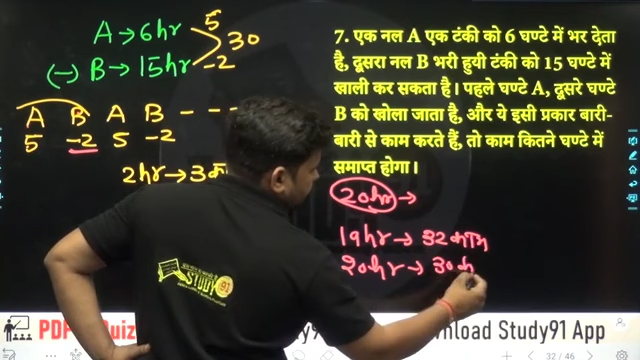 A → 6hr 5
30
(-) B → 15hr -2
A B A B - - -
5 -2 5 -2
2hr → 3
7. एक नल A एक टंकी को 6 घण्टे में भर देता
है, दूसरा नल B भरी हुयी टंकी को 15 घण्टे में
खाली कर सकता है। पहले घण्टे A, दूसरे घण्टे
B को खोला जाता है, और ये इसी प्रकार बारी-
बारी से काम करते हैं, तो काम कितने घण्टे में
समाप्त होगा।
20hr →
19hr → 32 काम
20hr → 30 क
STUDY 91
PDF Quiz
wnload Study91 App
32 / 46